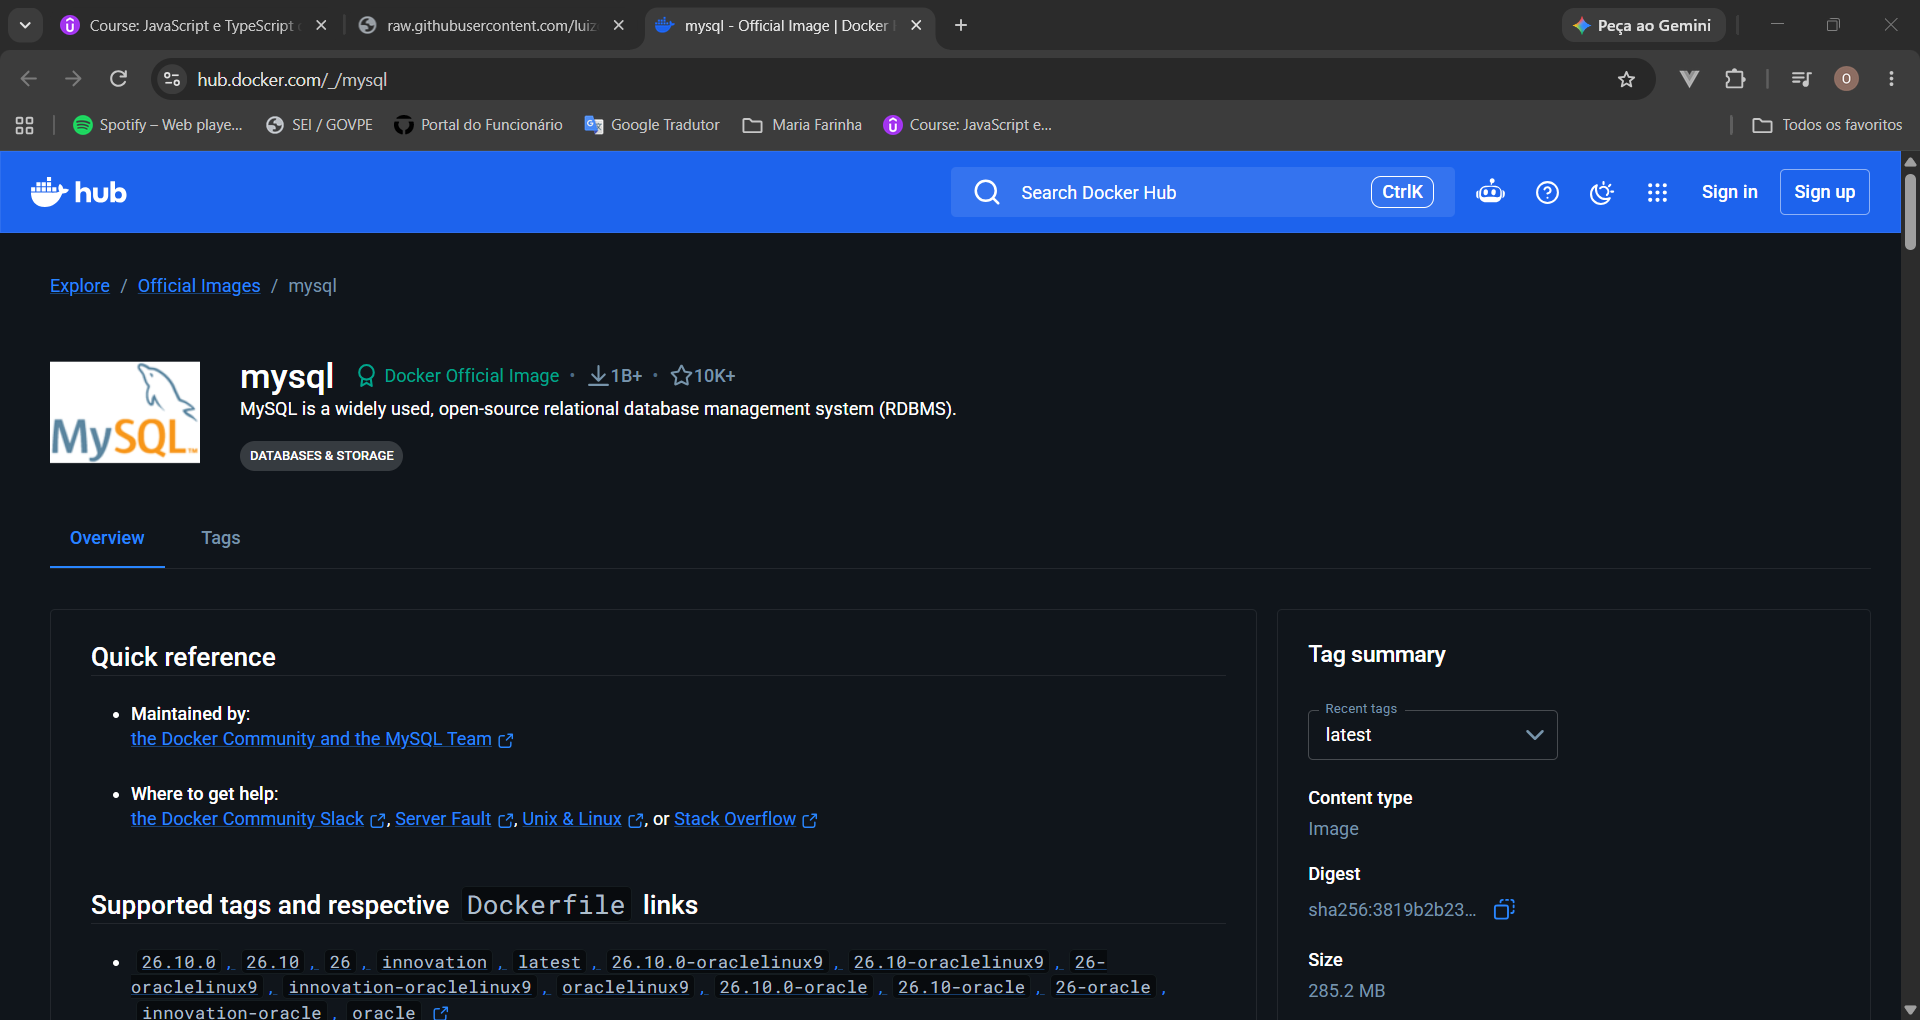 Course: JavaScript e TypeScript
raw.githubusercontent.com/luiz
mysql - Official Image | Docker
Peça ao Gemini
hub.docker.com/_/mysql
O
Spotify – Web playe...
SEI / GOVPE
Portal do Funcionário
Google Tradutor
Maria Farinha
Course: JavaScript e...
Todos os favoritos
hub
Search Docker Hub
CtrlK
Sign in
Sign up
Explore / Official Images / mysql
MySQL™
mysql Docker Official Image • 1B+ • 10K+
MySQL is a widely used, open-source relational database management system (RDBMS).
DATABASES & STORAGE
Overview
Tags
Quick reference
• Maintained by:
the Docker Community and the MySQL Team
• Where to get help:
the Docker Community Slack, Server Fault, Unix & Linux, or Stack Overflow
Supported tags and respective Dockerfile links
• 26.10.0, 26.10, 26, innovation, latest, 26.10.0-oraclelinux9, 26.10-oraclelinux9, 26-
oraclelinux9, innovation-oraclelinux9, oraclelinux9, 26.10.0-oracle, 26.10-oracle, 26-oracle,
innovation-oracle, oracle
Tag summary
Recent tags
latest
Content type
Image
Digest
sha256:3819b2b23...
Size
285.2 MB